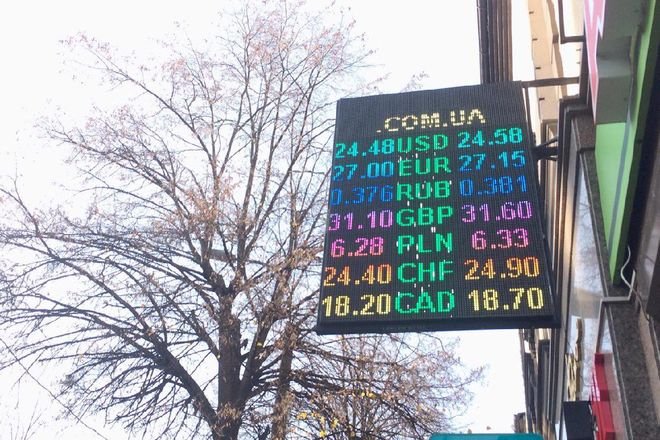 .COM.UA
24.48 USD 24.58
27.00 EUR 27.15
0.376 RUB 0.381
31.10 GBP 31.60
6.28 PLN 6.33
24.40 CHF 24.90
18.20 CAD 18.70